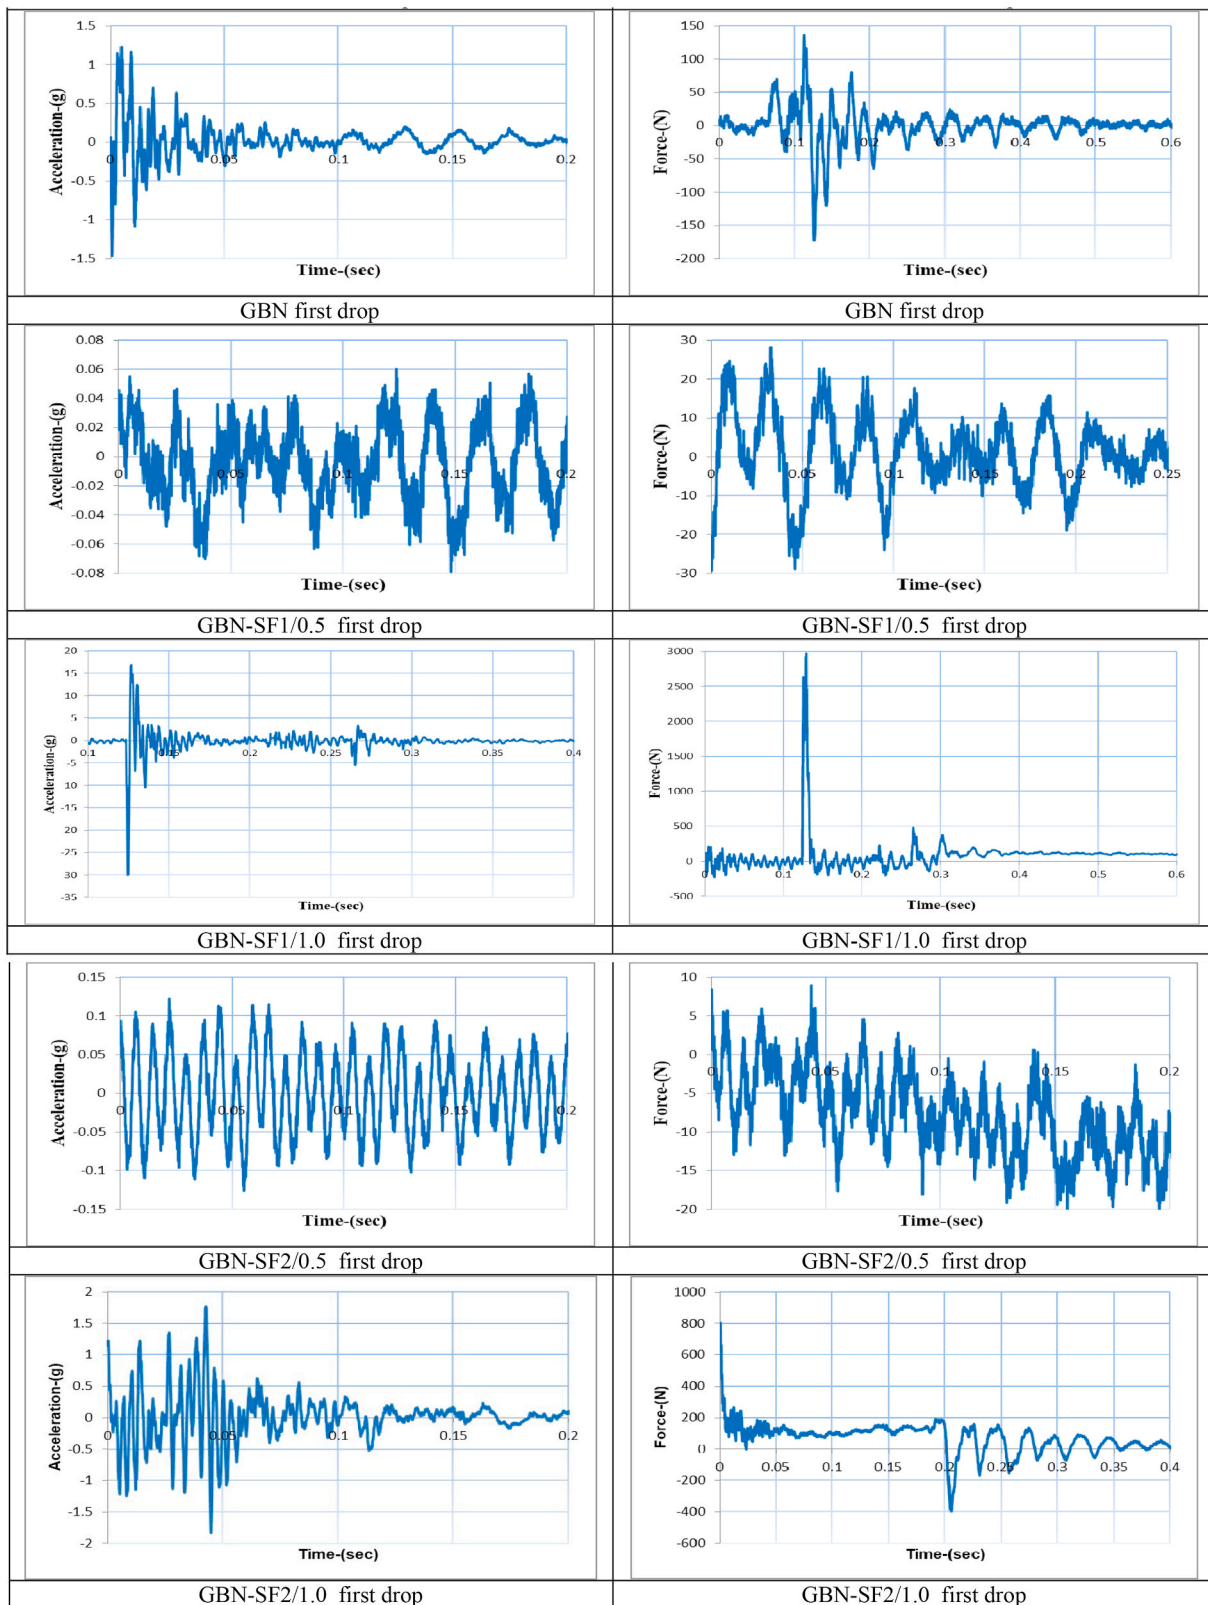 1.5
1
0.5
0
-0.5
-1
-1.5
0 0.05 0.1 0.15 0.2
Acceleration-(g)
Time-(sec)
GBN first drop
150
100
50
0
-50
-100
-150
-200
0 0.1 0.2 0.3 0.4 0.5 0.6
Force-(N)
Time-(sec)
GBN first drop
0.08
0.06
0.04
0.02
0
-0.02
-0.04
-0.06
-0.08
0 0.05 0.1 0.15 0.2
Acceleration-(g)
Time-(sec)
GBN-SF1/0.5 first drop
30
20
10
0
-10
-20
-30
0 0.05 0.1 0.15 0.2 0.25
Force-(N)
Time-(sec)
GBN-SF1/0.5 first drop
20
15
10
5
0
-5
10
-15
20
-25
30
-35
0.1 0.15 0.2 0.25 0.3 0.35 0.4
Acceleration-(g)
Time-(sec)
GBN-SF1/1.0 first drop
3000
2500
2000
1500
1000
500
0
-500
0 0.1 0.2 0.3 0.4 0.5 0.6
Force-(N)
Time-(sec)
GBN-SF1/1.0 first drop
0.15
0.1
0.05
0
-0.05
-0.1
-0.15
0 0.05 0.1 0.15 0.2
Acceleration-(g)
Time-(sec)
GBN-SF2/0.5 first drop
10
5
0
-5
-10
-15
-20
0 0.05 0.1 0.15 0.2
Force-(N)
Time-(sec)
GBN-SF2/0.5 first drop
2
1.5
1
0.5
0
-0.5
-1
-1.5
-2
0 0.05 0.1 0.15 0.2
Acceleration-(g)
Time-(sec)
GBN-SF2/1.0 first drop
1000
800
600
400
200
0
-200
-400
-600
0 0.05 0.1 0.15 0.2 0.25 0.3 0.35 0.4
Force-(N)
Time-(sec)
GBN-SF2/1.0 first drop